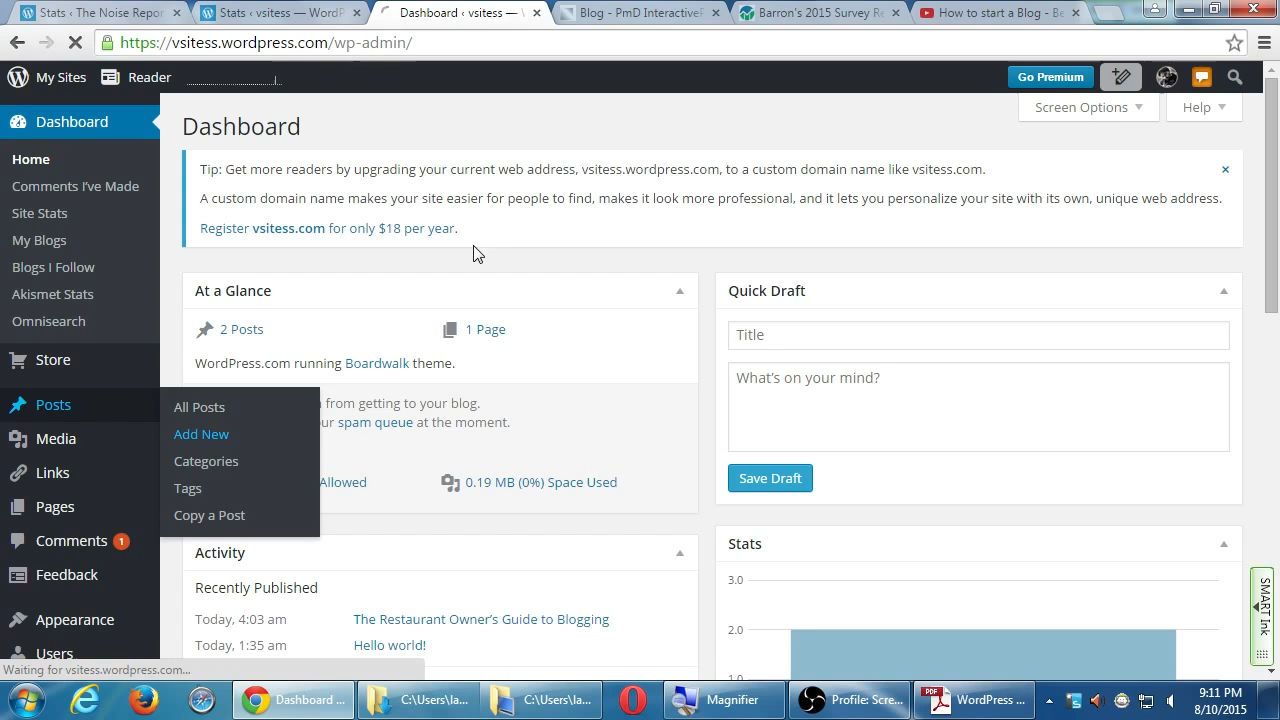 Stats ‹ The Noise Repor
Stats ‹ vsitess — WordP
Dashboard ‹ vsitess — W
Blog - PmD InteractiveP
Barron's 2015 Survey Re
How to start a Blog - Be
https://vsitess.wordpress.com/wp-admin/
My Sites
Reader
Go Premium
Dashboard
Home
Comments I've Made
Site Stats
My Blogs
Blogs I Follow
Akismet Stats
Omnisearch
Store
Posts
Media
Links
Pages
Comments 1
Feedback
Appearance
Users
All Posts
Add New
Categories
Tags
Copy a Post
Screen Options
Help
Dashboard
Tip: Get more readers by upgrading your current web address, vsitess.wordpress.com, to a custom domain name like vsitess.com.
A custom domain name makes your site easier for people to find, makes it look more professional, and it lets you personalize your site with its own, unique web address.
Register vsitess.com for only $18 per year.
At a Glance
2 Posts
1 Page
WordPress.com running Boardwalk theme.
from getting to your blog.
our spam queue at the moment.
Allowed
0.19 MB (0%) Space Used
Activity
Recently Published
Today, 4:03 am The Restaurant Owner's Guide to Blogging
Today, 1:35 am Hello world!
Quick Draft
Title
What's on your mind?
Save Draft
Stats
3.0
2.0
1.0
SMART Ink
Waiting for vsitess.wordpress.com...
Dashboard ...
C:\Users\la...
C:\Users\la...
Magnifier
Profile: Scre...
PDF
WordPress ...
9:11 PM
8/10/2015